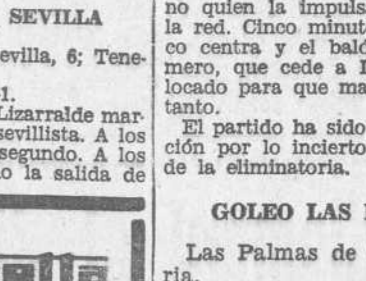 SEVILLA
evilla, 6; Tene-
1.
Lizarralde mar-
sevillista. A los
segundo. A los
o la salida de
no quien la impuls
la red. Cinco minut
co centra y el baló
mero, que cede a
locado para que ma
tanto.
El partido ha sido
ción por lo incierto
de la eliminatoria.
GOLEO LAS
Las Palmas de
ria.